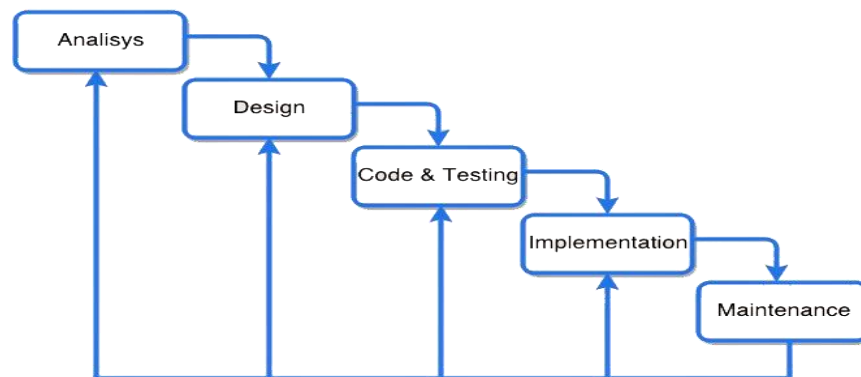 Analisys
Design
Code & Testing
Implementation
Maintenance